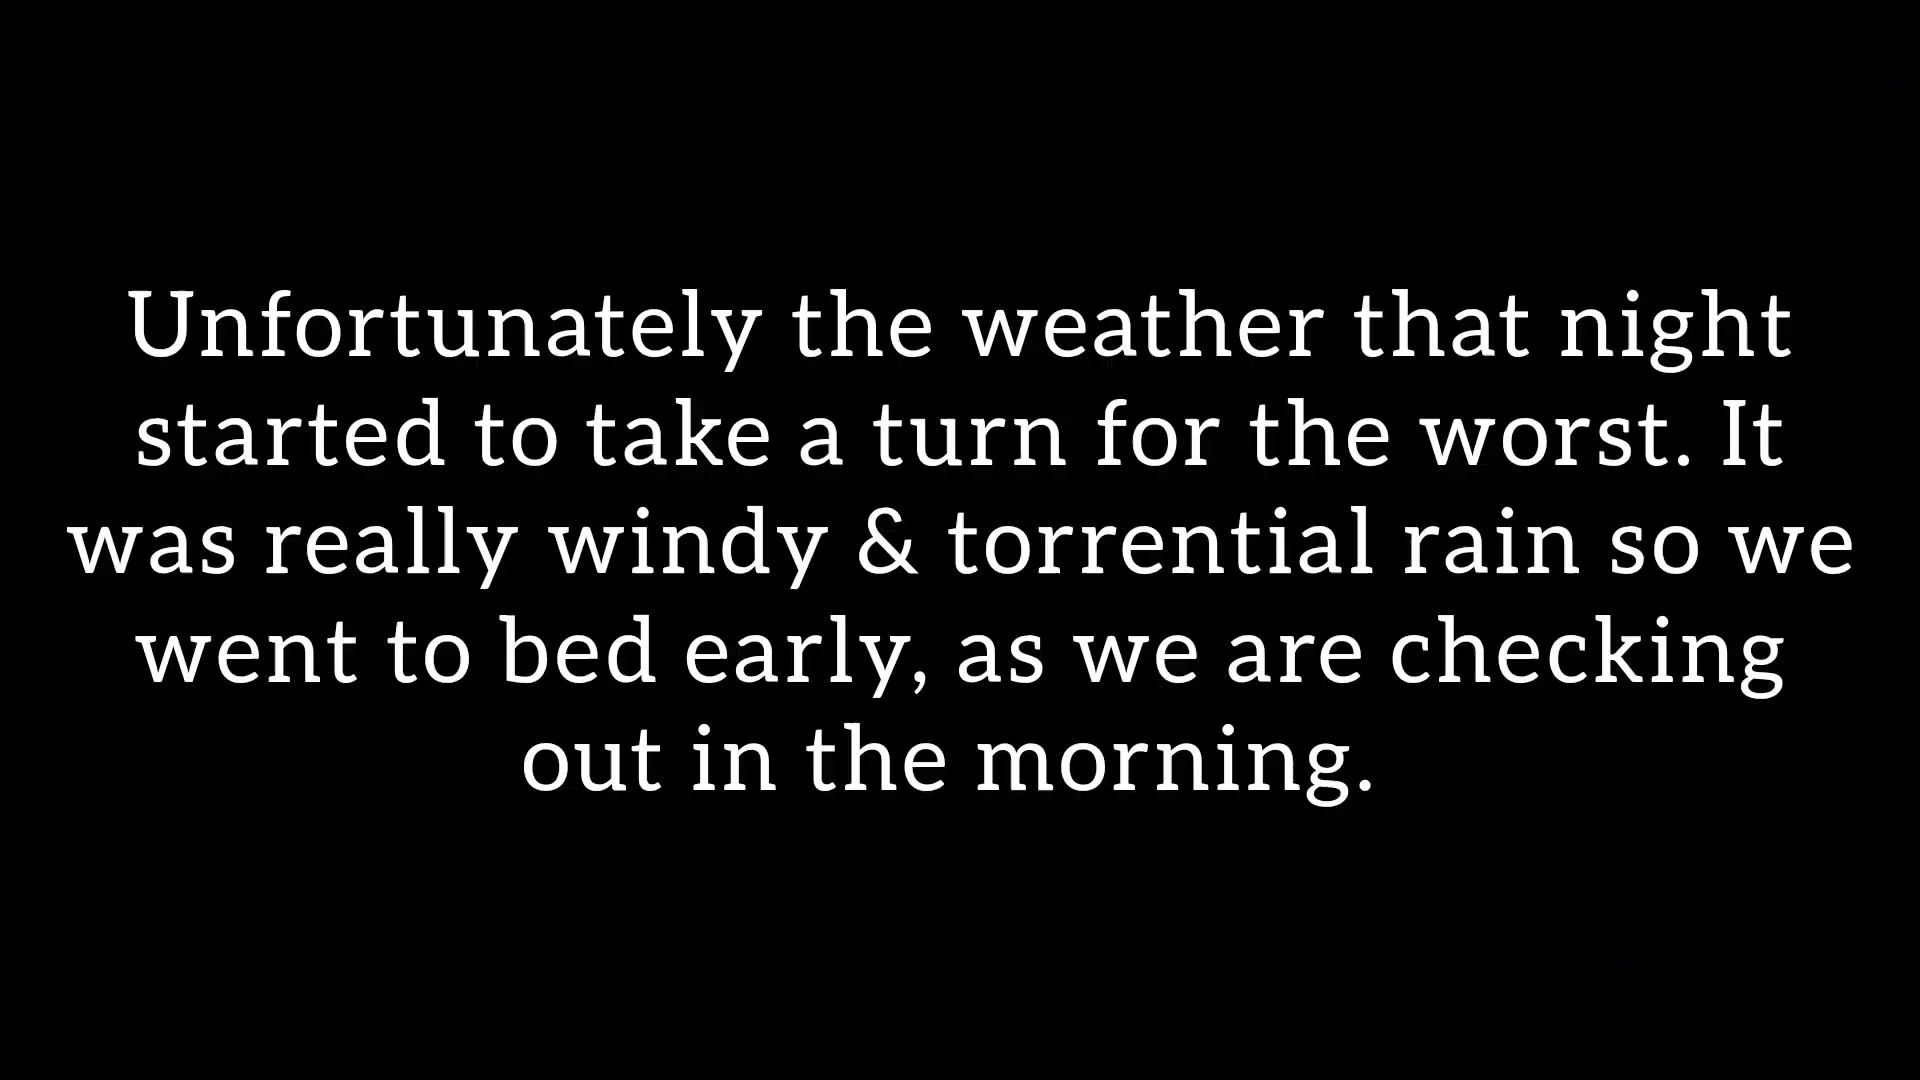 Unfortunately the weather that night
started to take a turn for the worst. It
was really windy & torrential rain so we
went to bed early, as we are checking
out in the morning.